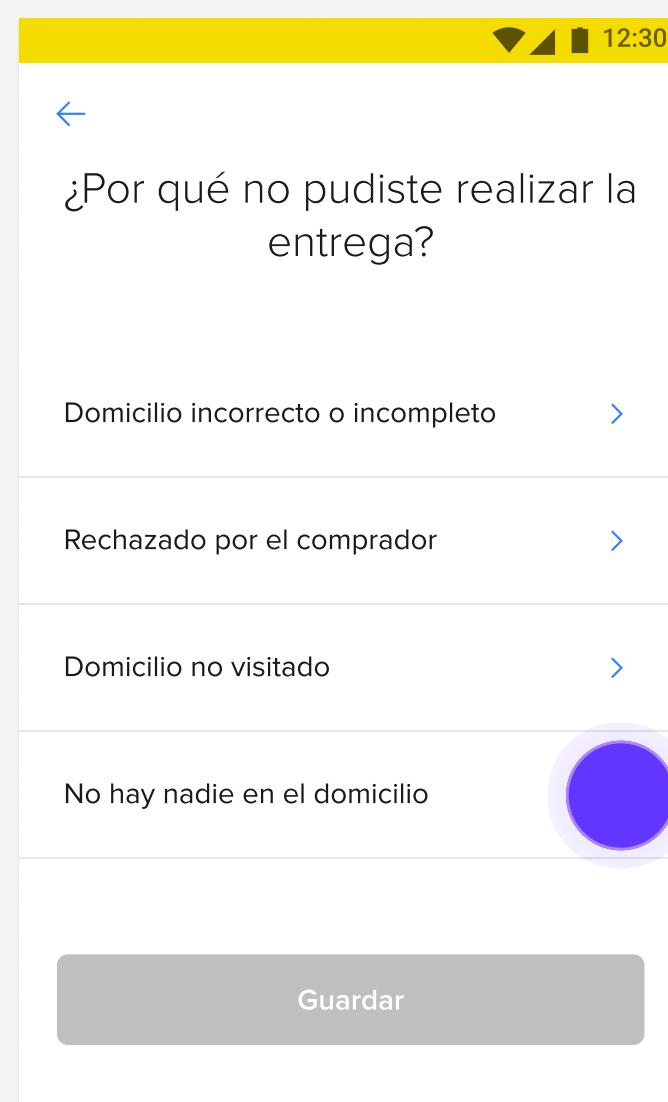 12:30
¿Por qué no pudiste realizar la
entrega?
Domicilio incorrecto o incompleto
Rechazado por el comprador
Domicilio no visitado
No hay nadie en el domicilio
Guardar